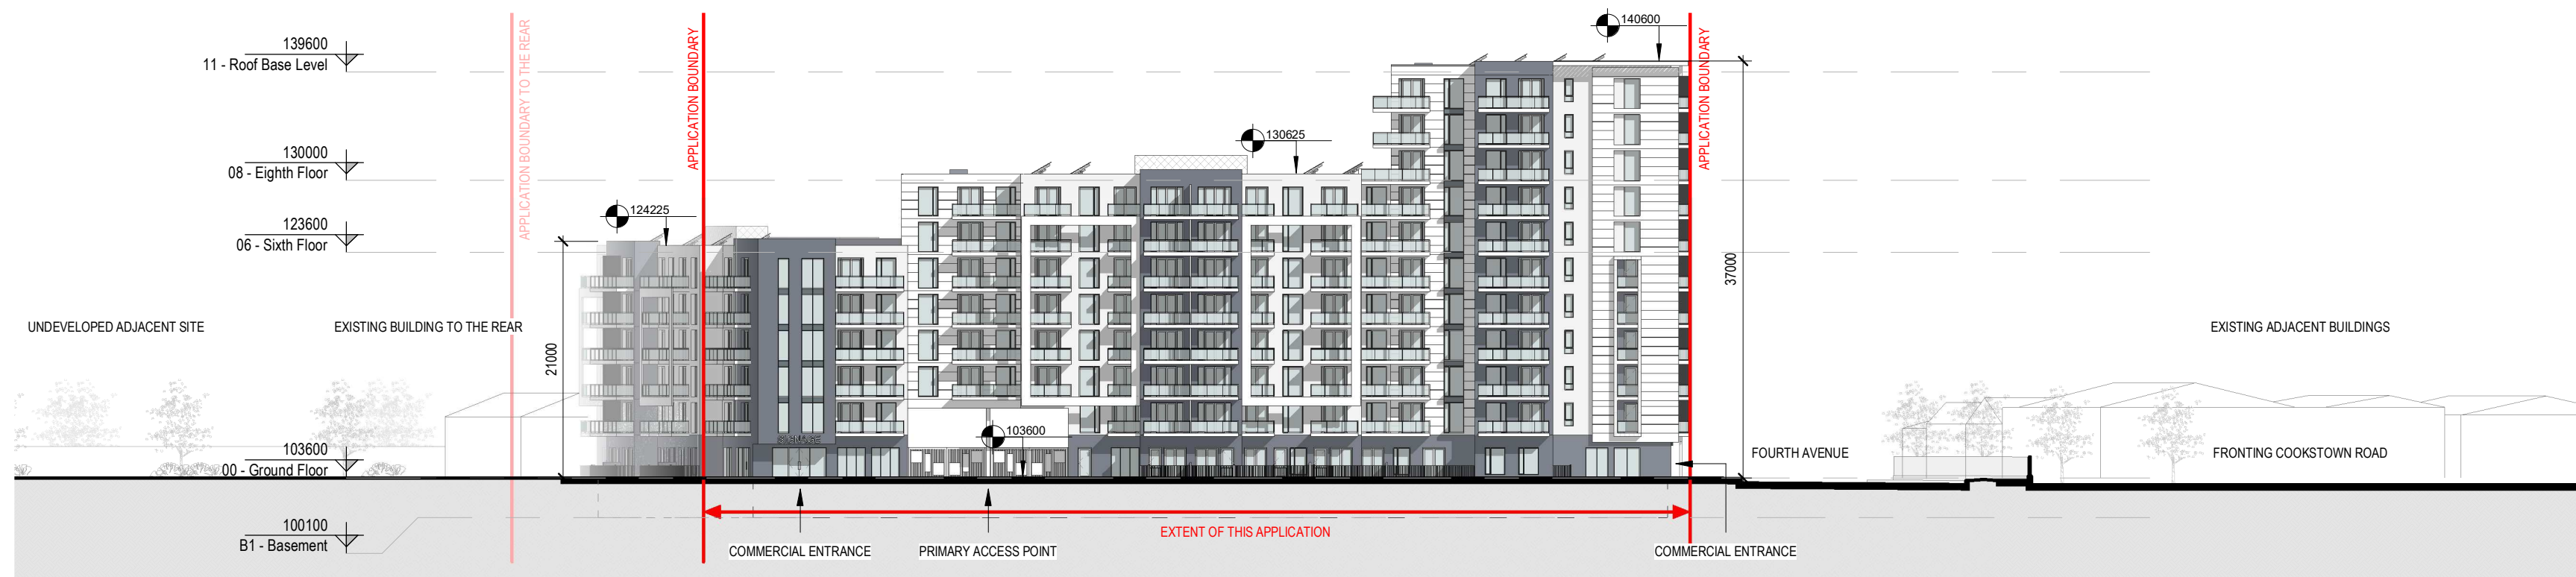 139600
11 - Roof Base Level
130000
08 - Eighth Floor
123600
06 - Sixth Floor
103600
00 - Ground Floor
100100
B1 - Basement
UNDEVELOPED ADJACENT SITE
EXISTING BUILDING TO THE REAR
APPLICATION BOUNDARY TO THE REAR
APPLICATION BOUNDARY
124225
21000
130625
140600
APPLICATION BOUNDARY
37000
SIGNAGE
103600
EXISTING ADJACENT BUILDINGS
FOURTH AVENUE
FRONTING COOKSTOWN ROAD
EXTENT OF THIS APPLICATION
COMMERCIAL ENTRANCE
PRIMARY ACCESS POINT
COMMERCIAL ENTRANCE